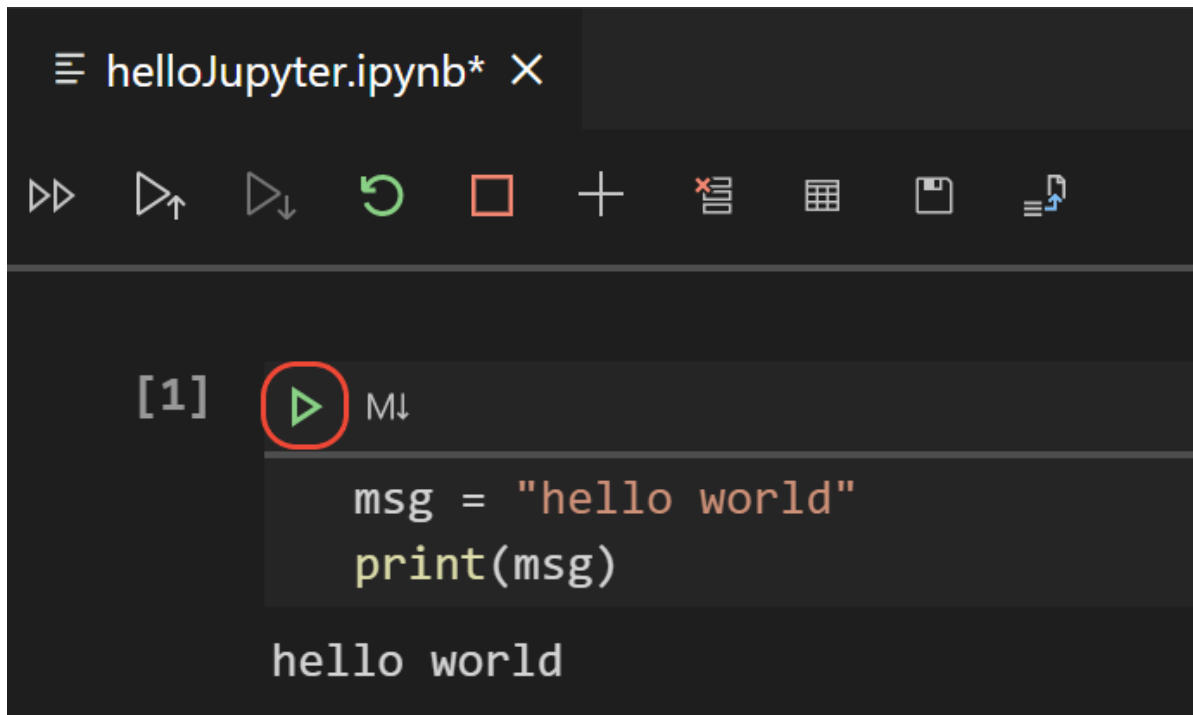 helloJupyter.ipynb*
[1]
M↓
msg = "hello world"
print(msg)
hello world